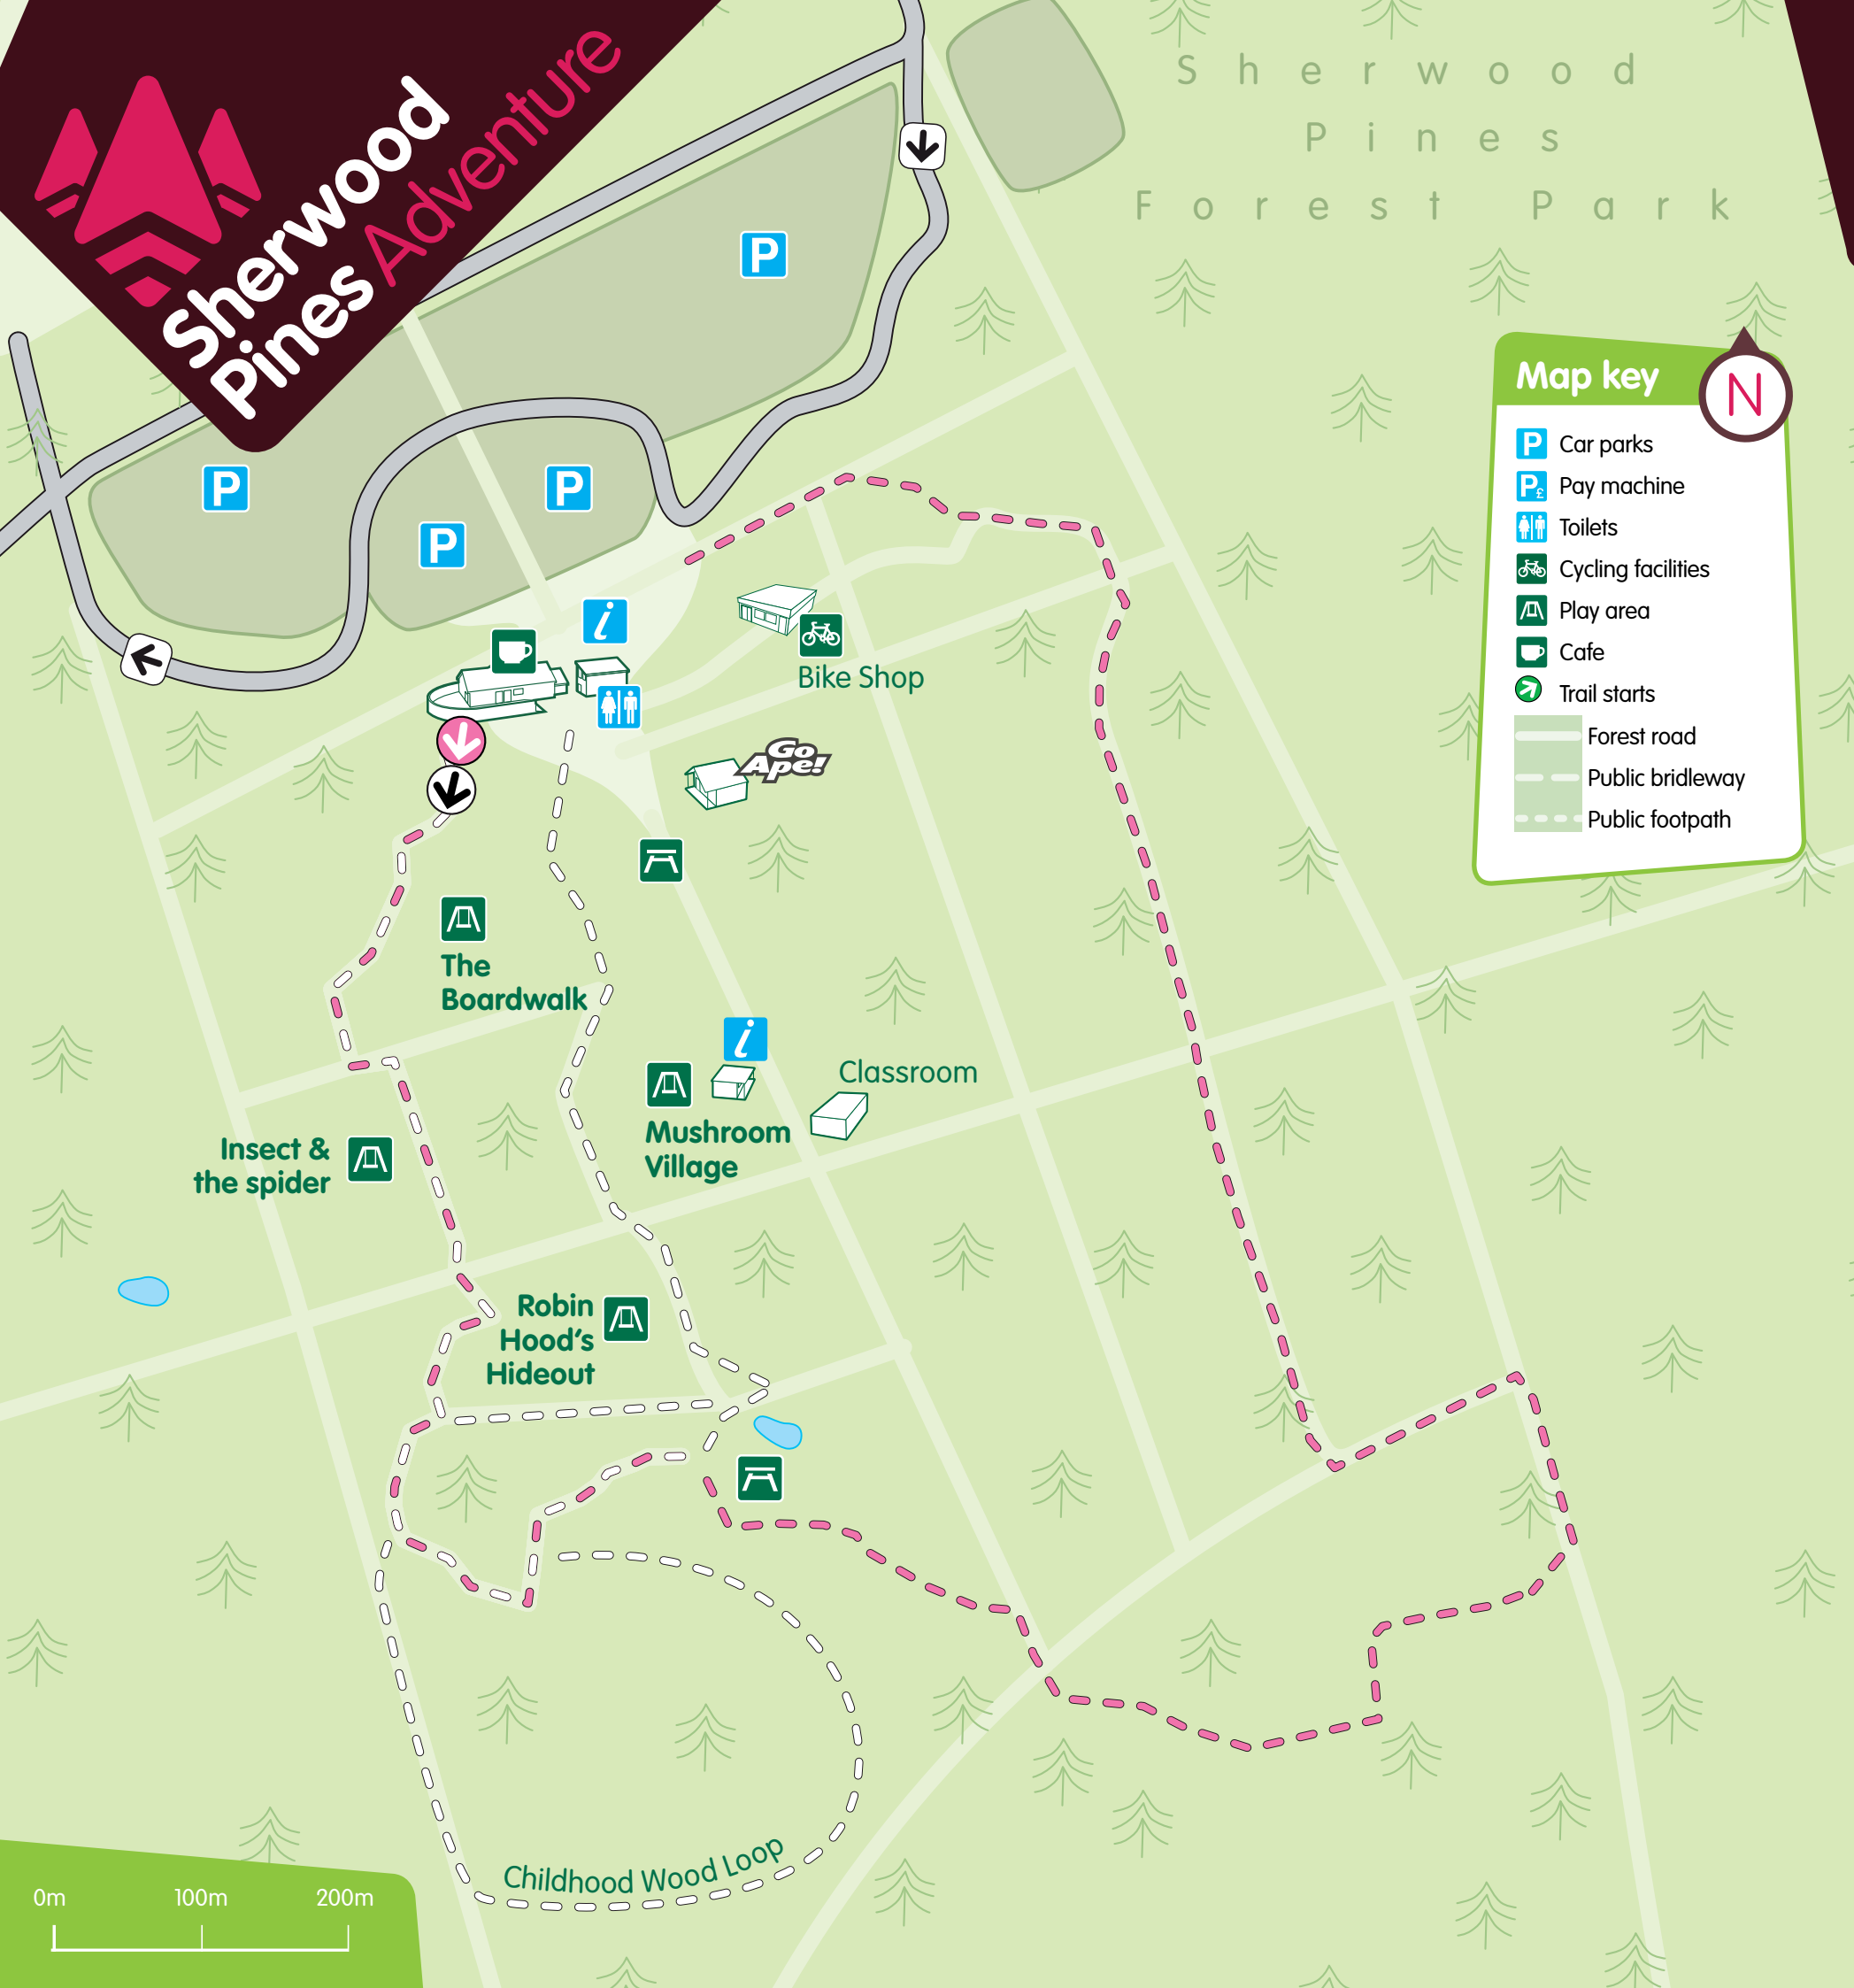 Sherwood
Pines Adventure
Sherwood
Pines
Forest Park
Map key
N
P Car parks
P£ Pay machine
Toilets
Cycling facilities
Play area
Cafe
Trail starts
Forest road
Public bridleway
Public footpath
P
P
P
P
i
Bike Shop
Go
Ape!
The
Boardwalk
i
Classroom
Mushroom
Village
Insect &
the spider
Robin
Hood's
Hideout
Childhood Wood Loop
0m 100m 200m